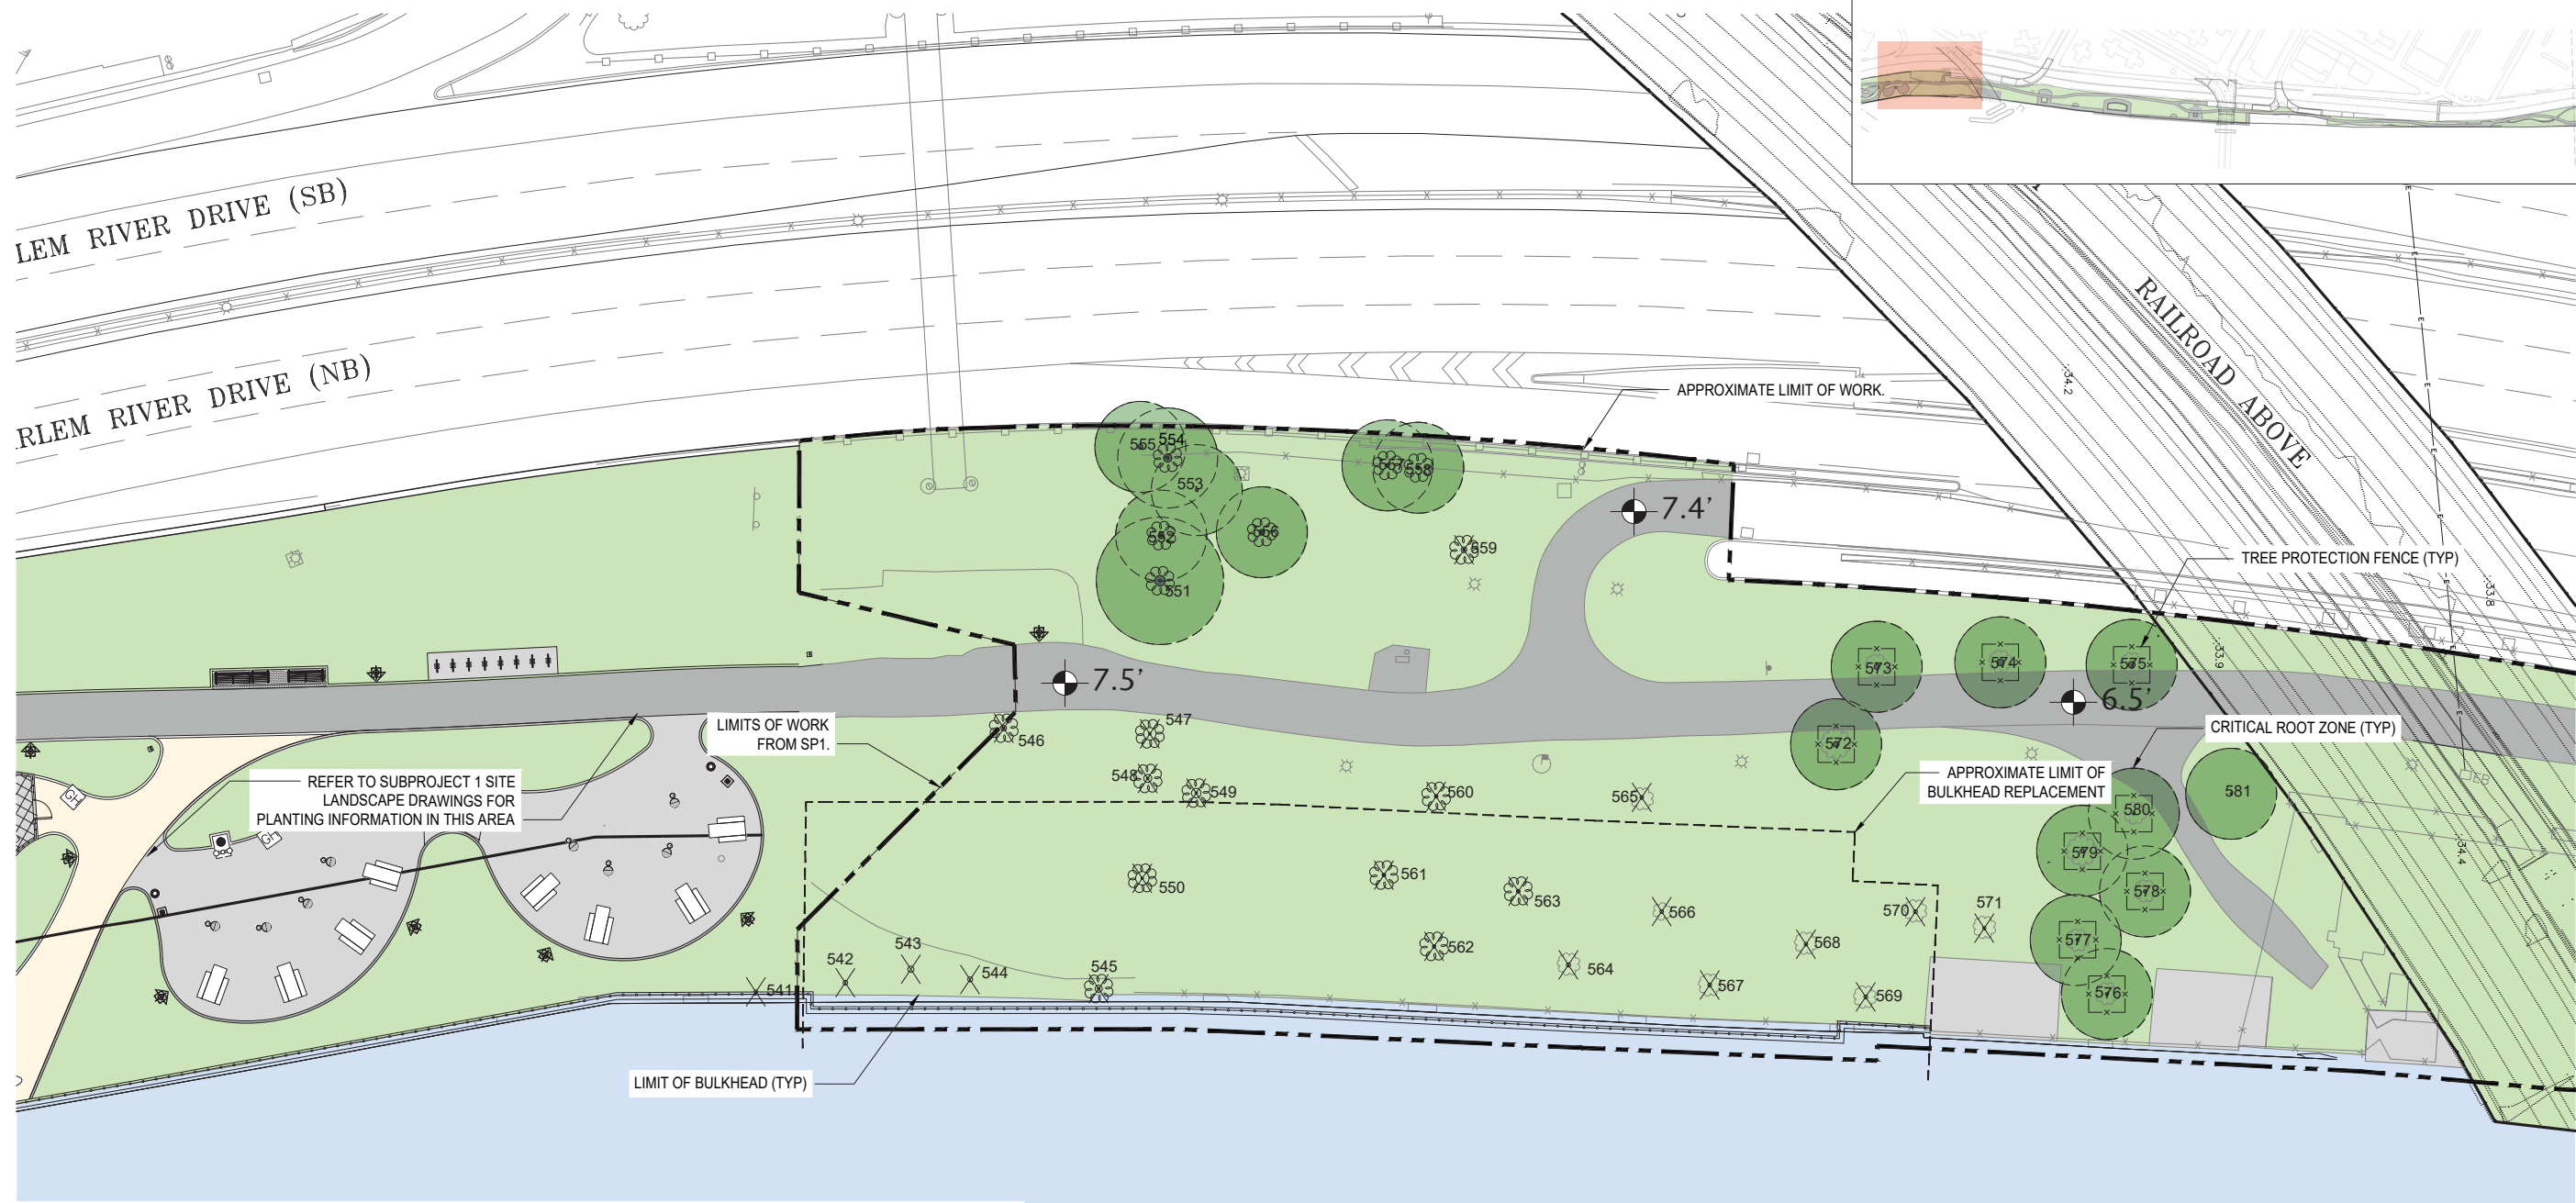 LEM RIVER DRIVE (SB)
RLEM RIVER DRIVE (NB)
RAILROAD ABOVE
34.2
APPROXIMATE LIMIT OF WORK.
555
554
553
552
551
558
559
7.4'
TREE PROTECTION FENCE (TYP)
33.8
33.9
573
574
575
7.5'
6.5'
LIMITS OF WORK
FROM SP1.
546
547
548
549
572
CRITICAL ROOT ZONE (TYP)
REFER TO SUBPROJECT 1 SITE
LANDSCAPE DRAWINGS FOR
PLANTING INFORMATION IN THIS AREA
GH
GH
560
565
APPROXIMATE LIMIT OF
BULKHEAD REPLACEMENT
EB
580
581
579
34.4
550
561
563
566
570
571
578
577
562
568
564
567
569
576
541
542
543
544
545
LIMIT OF BULKHEAD (TYP)